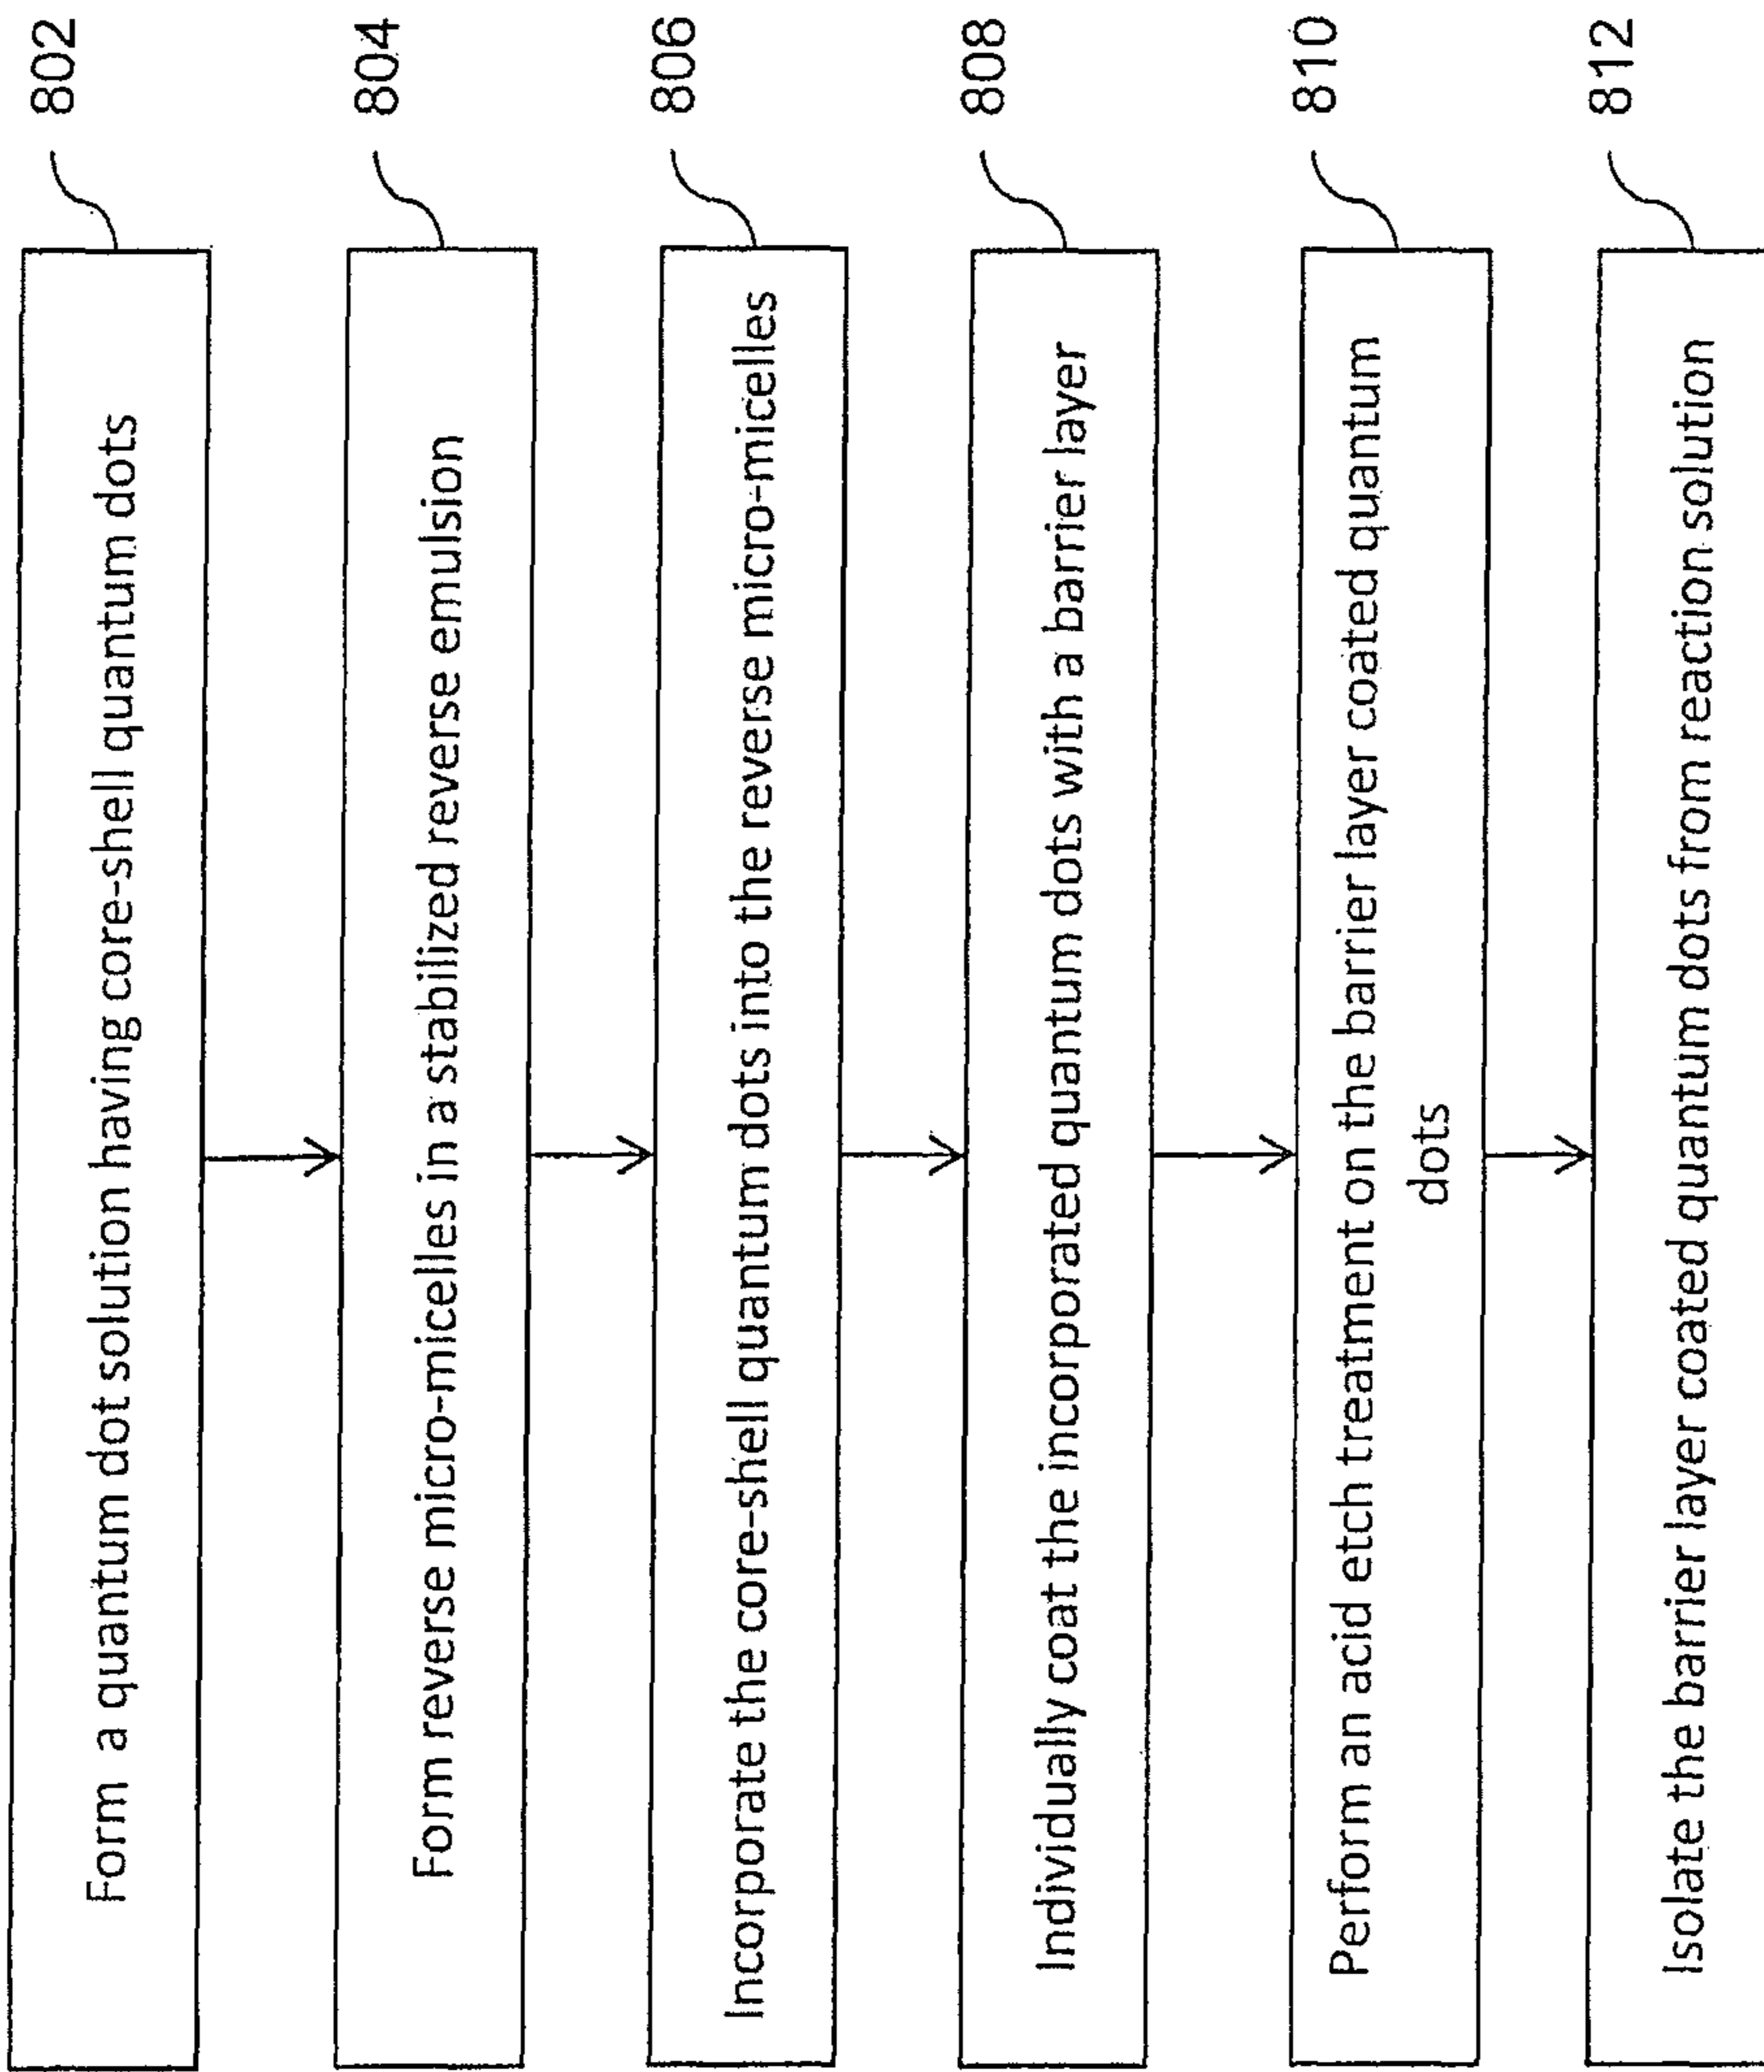 802
Form a quantum dot solution having core-shell quantum dots
804
Form reverse micro-micelles in a stabilized reverse emulsion
806
Incorporate the core-shell quantum dots into the reverse micro-micelles
808
Individually coat the incorporated quantum dots with a barrier layer
810
Perform an acid etch treatment on the barrier layer coated quantum
dots
812
Isolate the barrier layer coated quantum dots from reaction solution